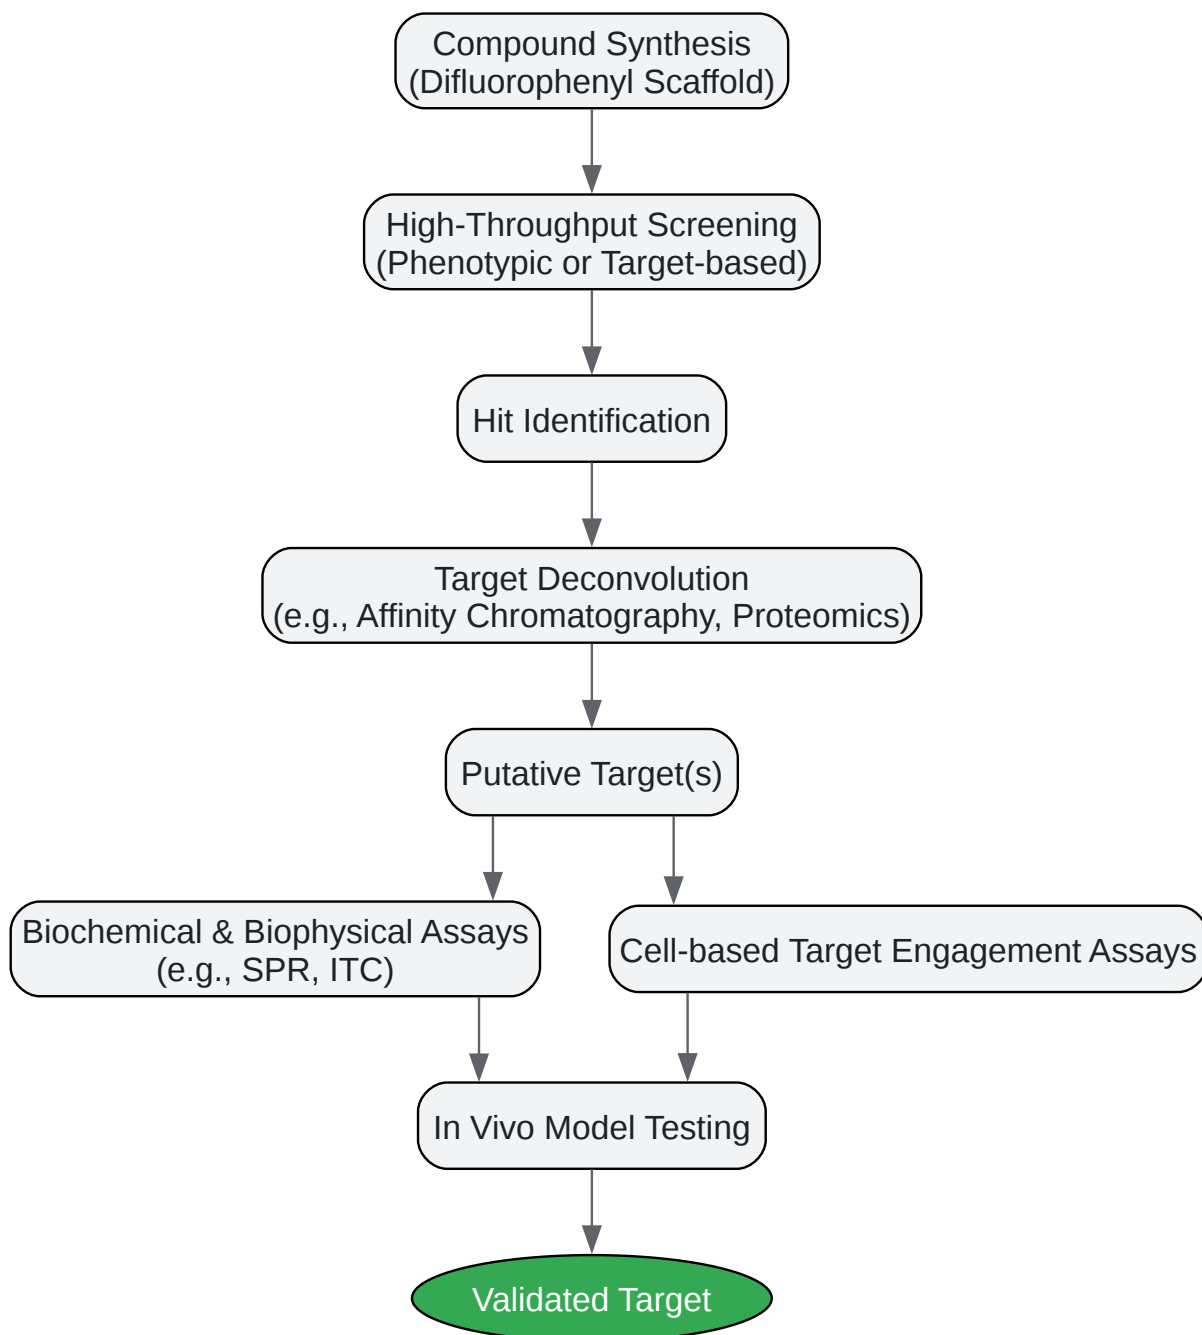 Compound Synthesis
(Difluorophenyl Scaffold)
High-Throughput Screening
(Phenotypic or Target-based)
Hit Identification
Target Deconvolution
(e.g., Affinity Chromatography, Proteomics)
Putative Target(s)
Biochemical & Biophysical Assays
(e.g., SPR, ITC)
Cell-based Target Engagement Assays
In Vivo Model Testing
Validated Target